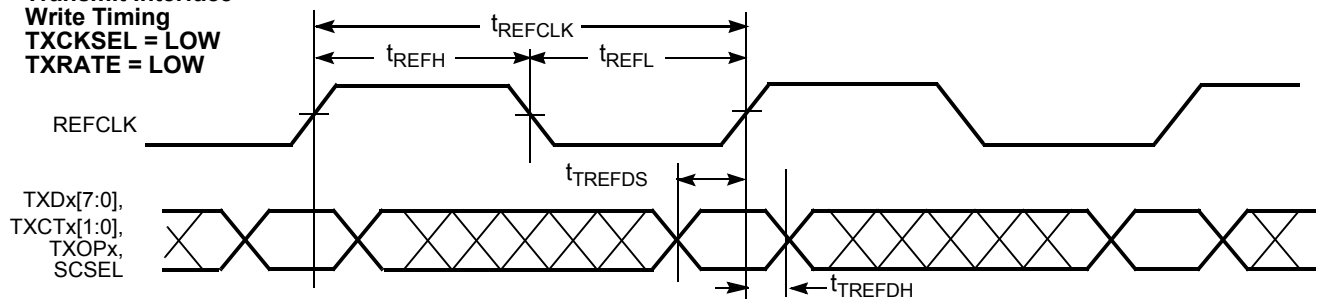 Write Timing
TXCKSEL = LOW
TXRATE = LOW
tREFCLK
tREFH
tREFL
REFCLK
tTREFDS
TXDx[7:0],
TXCTx[1:0],
TXOPx,
SCSEL
tTREFDH